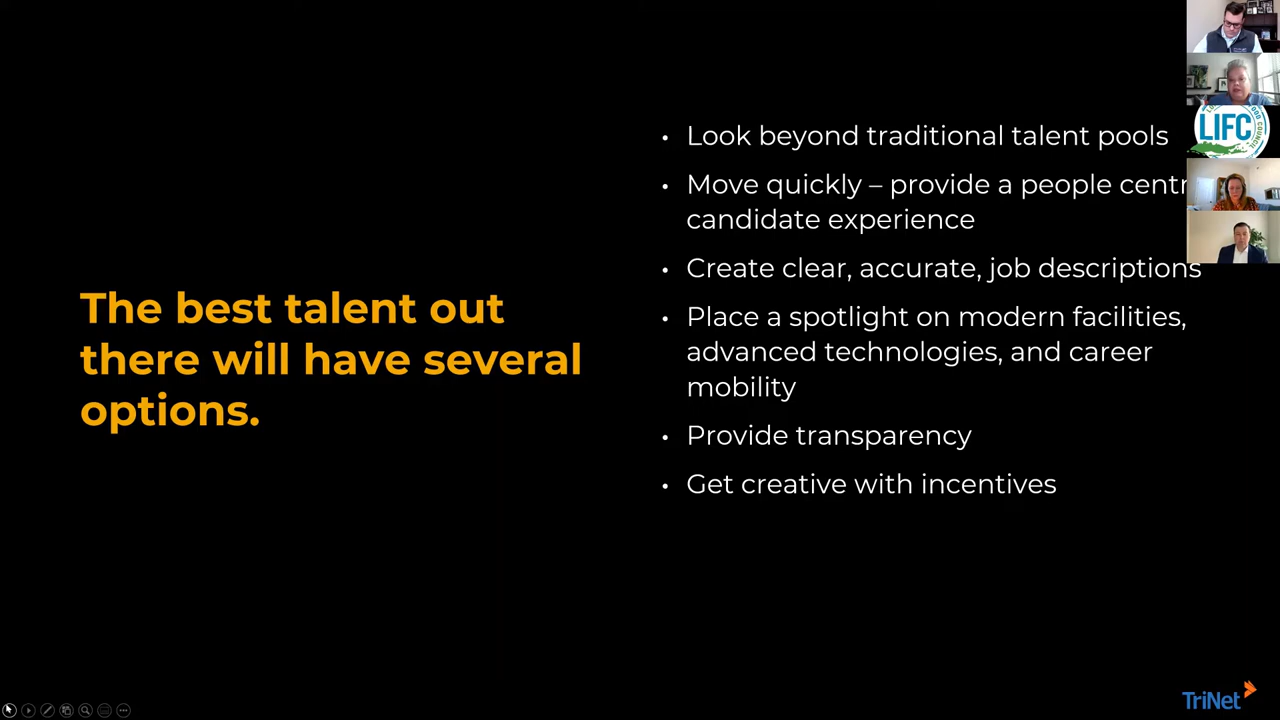 The best talent out
there will have several
options.
• Look beyond traditional talent pools
• Move quickly – provide a people centr
candidate experience
• Create clear, accurate, job descriptions
• Place a spotlight on modern facilities,
advanced technologies, and career
mobility
• Provide transparency
• Get creative with incentives
LIFC
COUNCIL
TriNet